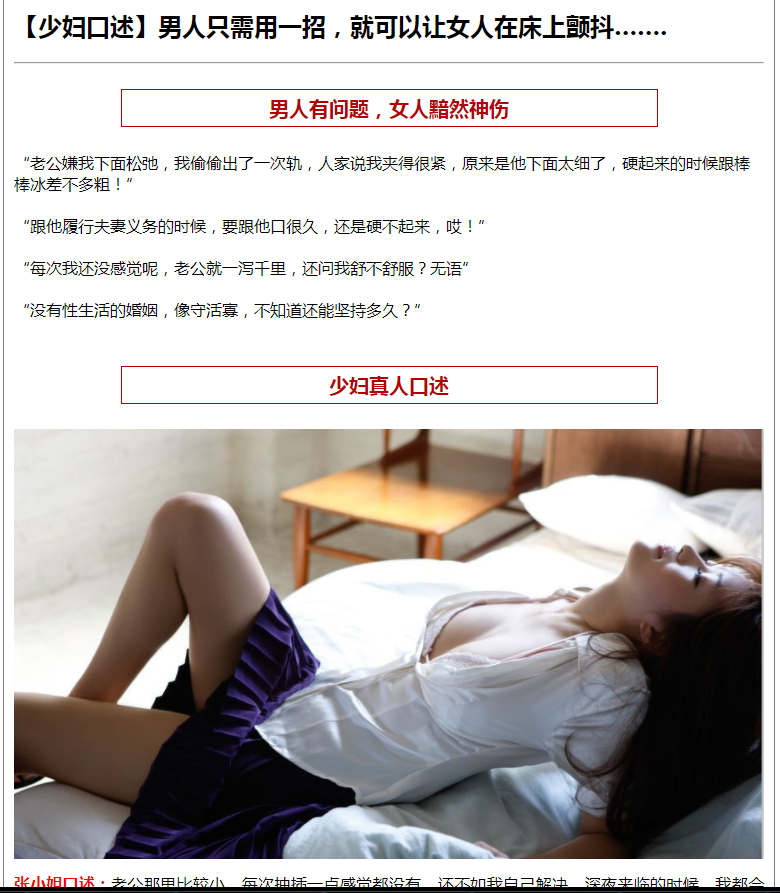 【少妇口述】男人只需用一招，就可以让女人在床上颤抖.......
男人有问题，女人黯然神伤
“老公嫌我下面松弛，我偷偷出了一次轨，人家说我夹得很紧，原来是他下面太细了，硬起来的时候跟棒
棒冰差不多粗！”
“跟他履行夫妻义务的时候，要跟他口很久，还是硬不起来，哎！”
“每次我还没感觉呢，老公就一泻千里，还问我舒不舒服？无语”
“没有性生活的婚姻，像守活寡，不知道还能坚持多久？”
少妇真人口述
张小姐口述：老公那里比较小，每次抽插一点感觉都没有，还不如我自己解决，深夜来临的时候，我都会